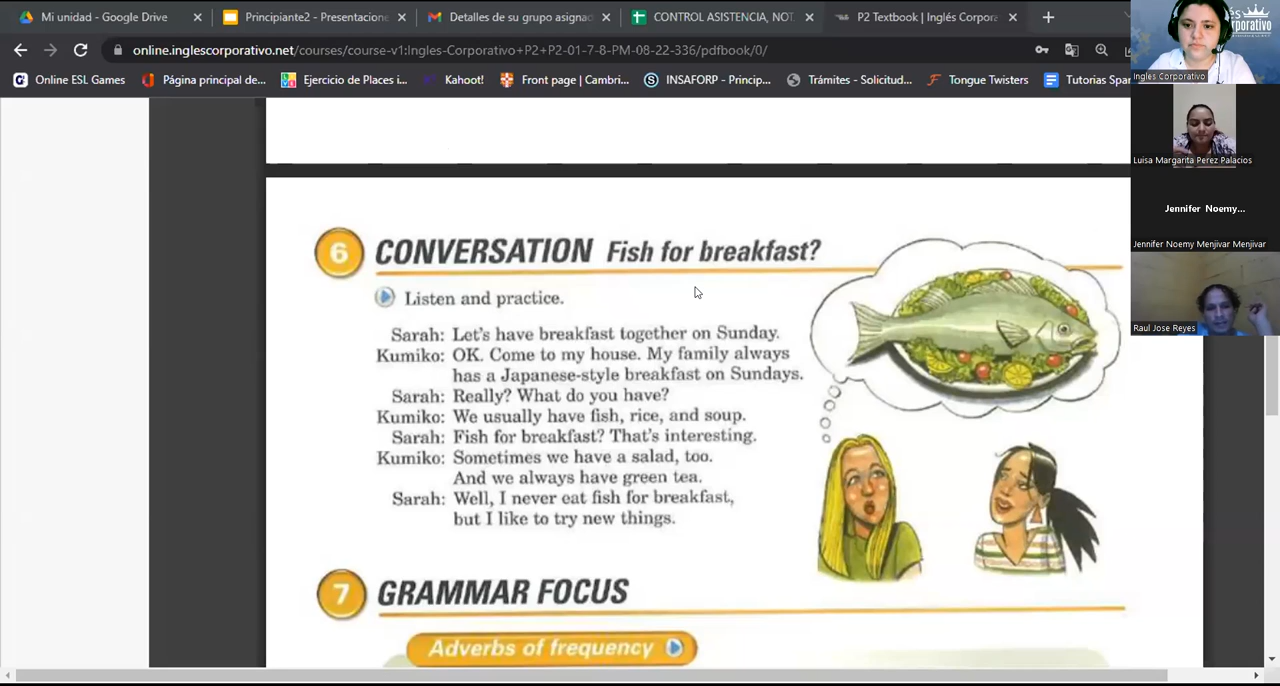 Mi unidad - Google Drive
Principiante2 - Presentacione
Detalles de su grupo asignad
CONTROL ASISTENCIA, NOT
P2 Textbook | Inglés Corpora
online.inglescorporativo.net/courses/course-v1:Ingles-Corporativo+P2+P2-01-7-8-PM-08-22-336/pdfbook/0/
Online ESL Games
Página principal de...
Ejercicio de Places i...
Kahoot!
Front page | Cambri...
INSAFORP - Princip...
Trámites - Solicitud...
Tongue Twisters
Tutorias Span
Ingles Corporativo
Luisa Margarita Perez Palacios
Jennifer Noemy...
Jennifer Noemy Menjivar Menjivar
Raul Jose Reyes
6 CONVERSATION Fish for breakfast?
Listen and practice.
Sarah: Let's have breakfast together on Sunday.
Kumiko: OK. Come to my house. My family always
has a Japanese-style breakfast on Sundays.
Sarah: Really? What do you have?
Kumiko: We usually have fish, rice, and soup.
Sarah: Fish for breakfast? That's interesting.
Kumiko: Sometimes we have a salad, too.
And we always have green tea.
Sarah: Well, I never eat fish for breakfast,
but I like to try new things.
7 GRAMMAR FOCUS
Adverbs of frequency